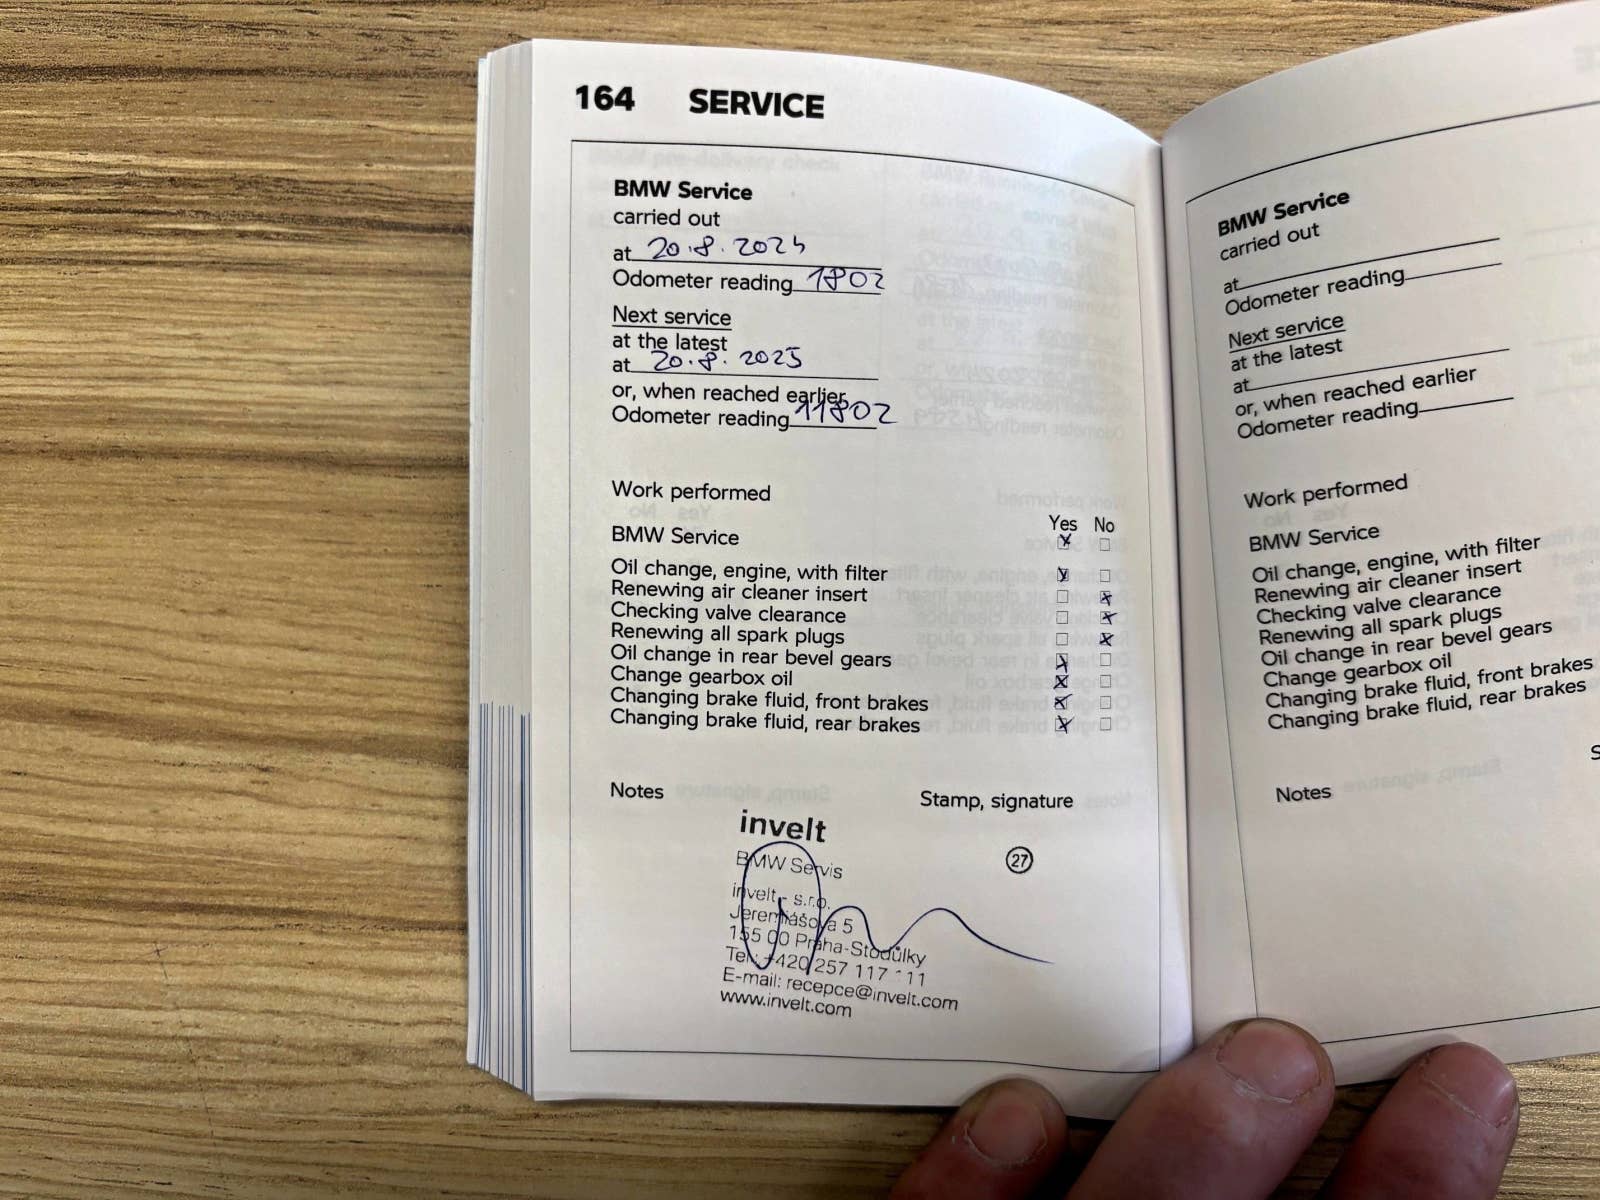 164 SERVICE
BMW Service
carried out
at 20.8.2024
Odometer reading 1802
Next service
at the latest
at 20.8.2025
or, when reached earlier
Odometer reading 11802
Work performed
Yes No
BMW Service
Oil change, engine, with filter
Renewing air cleaner insert
Checking valve clearance
Renewing all spark plugs
Oil change in rear bevel gears
Change gearbox oil
Changing brake fluid, front brakes
Changing brake fluid, rear brakes
Notes
Stamp, signature
invelt
BMW Servis
27
invelt - s.r.o.
Jeremiášova 5
155 00 Praha-Stodůlky
Tel.: +420 257 117
E-mail: recepce@invelt.com
www.invelt.com
BMW Service
carried out
at
Odometer reading
Next service
at the latest
at
or, when reached earlier
Odometer reading
Work performed
BMW Service
Oil change, engine, with filter
Renewing air cleaner insert
Checking valve clearance
Renewing all spark plugs
Oil change in rear bevel gears
Change gearbox oil
Changing brake fluid, front brakes
Changing brake fluid, rear brakes
Notes